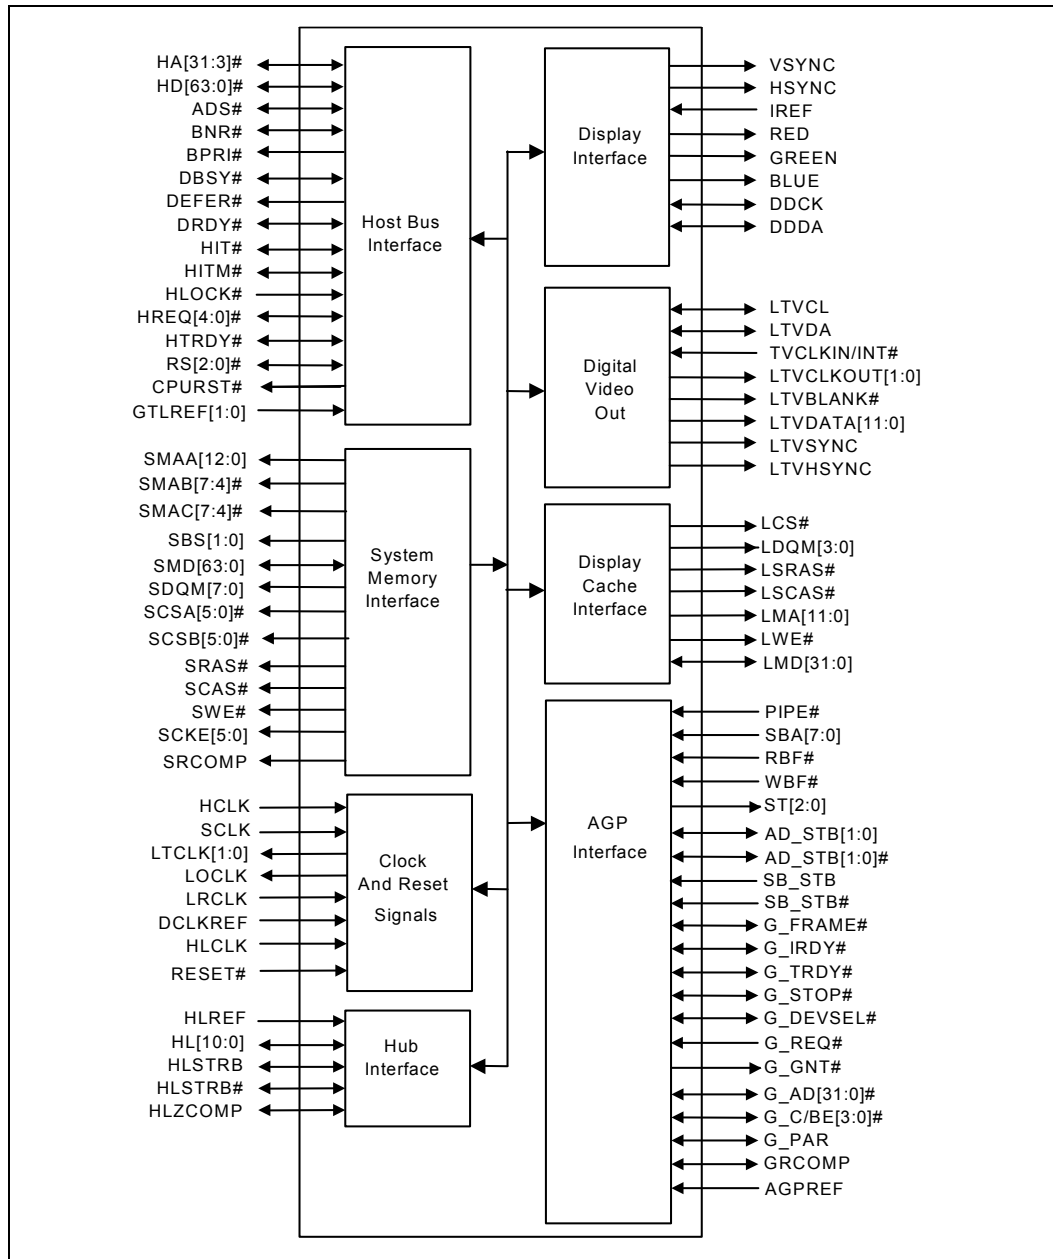 HA[31:3]#
HD[63:0]#
ADS#
BNR#
BPRI#
DBSY#
DEFER#
DRDY#
HIT#
HITM#
HLOCK#
HREQ[4:0]#
HTRDY#
RS[2:0]#
CPURST#
GTLREF[1:0]
Host Bus
Interface
SMAA[12:0]
SMAB[7:4]#
SMAC[7:4]#
SBS[1:0]
SMD[63:0]
SDQM[7:0]
SCSA[5:0]#
SCSB[5:0]#
SRAS#
SCAS#
SWE#
SCKE[5:0]
SRCOMP
System
Memory
Interface
HCLK
SCLK
LTCLK[1:0]
LOCLK
LRCLK
DCLKREF
HLCLK
RESET#
Clock
And Reset
Signals
HLREF
HL[10:0]
HLSTRB
HLSTRB#
HLZCOMP
Hub
Interface
Display
Interface
VSYNC
HSYNC
IREF
RED
GREEN
BLUE
DDCK
DDDA
Digital
Video
Out
LTVCL
LTVDA
TVCLKIN/INT#
LTVCLKOUT[1:0]
LTVBLANK#
LTVDATA[11:0]
LTVSYNC
LTVHSYNC
Display
Cache
Interface
LCS#
LDQM[3:0]
LSRAS#
LSCAS#
LMA[11:0]
LWE#
LMD[31:0]
AGP
Interface
PIPE#
SBA[7:0]
RBF#
WBF#
ST[2:0]
AD_STB[1:0]
AD_STB[1:0]#
SB_STB
SB_STB#
G_FRAME#
G_IRDY#
G_TRDY#
G_STOP#
G_DEVSEL#
G_REQ#
G_GNT#
G_AD[31:0]#
G_C/BE[3:0]#
G_PAR
GRCOMP
AGPREF